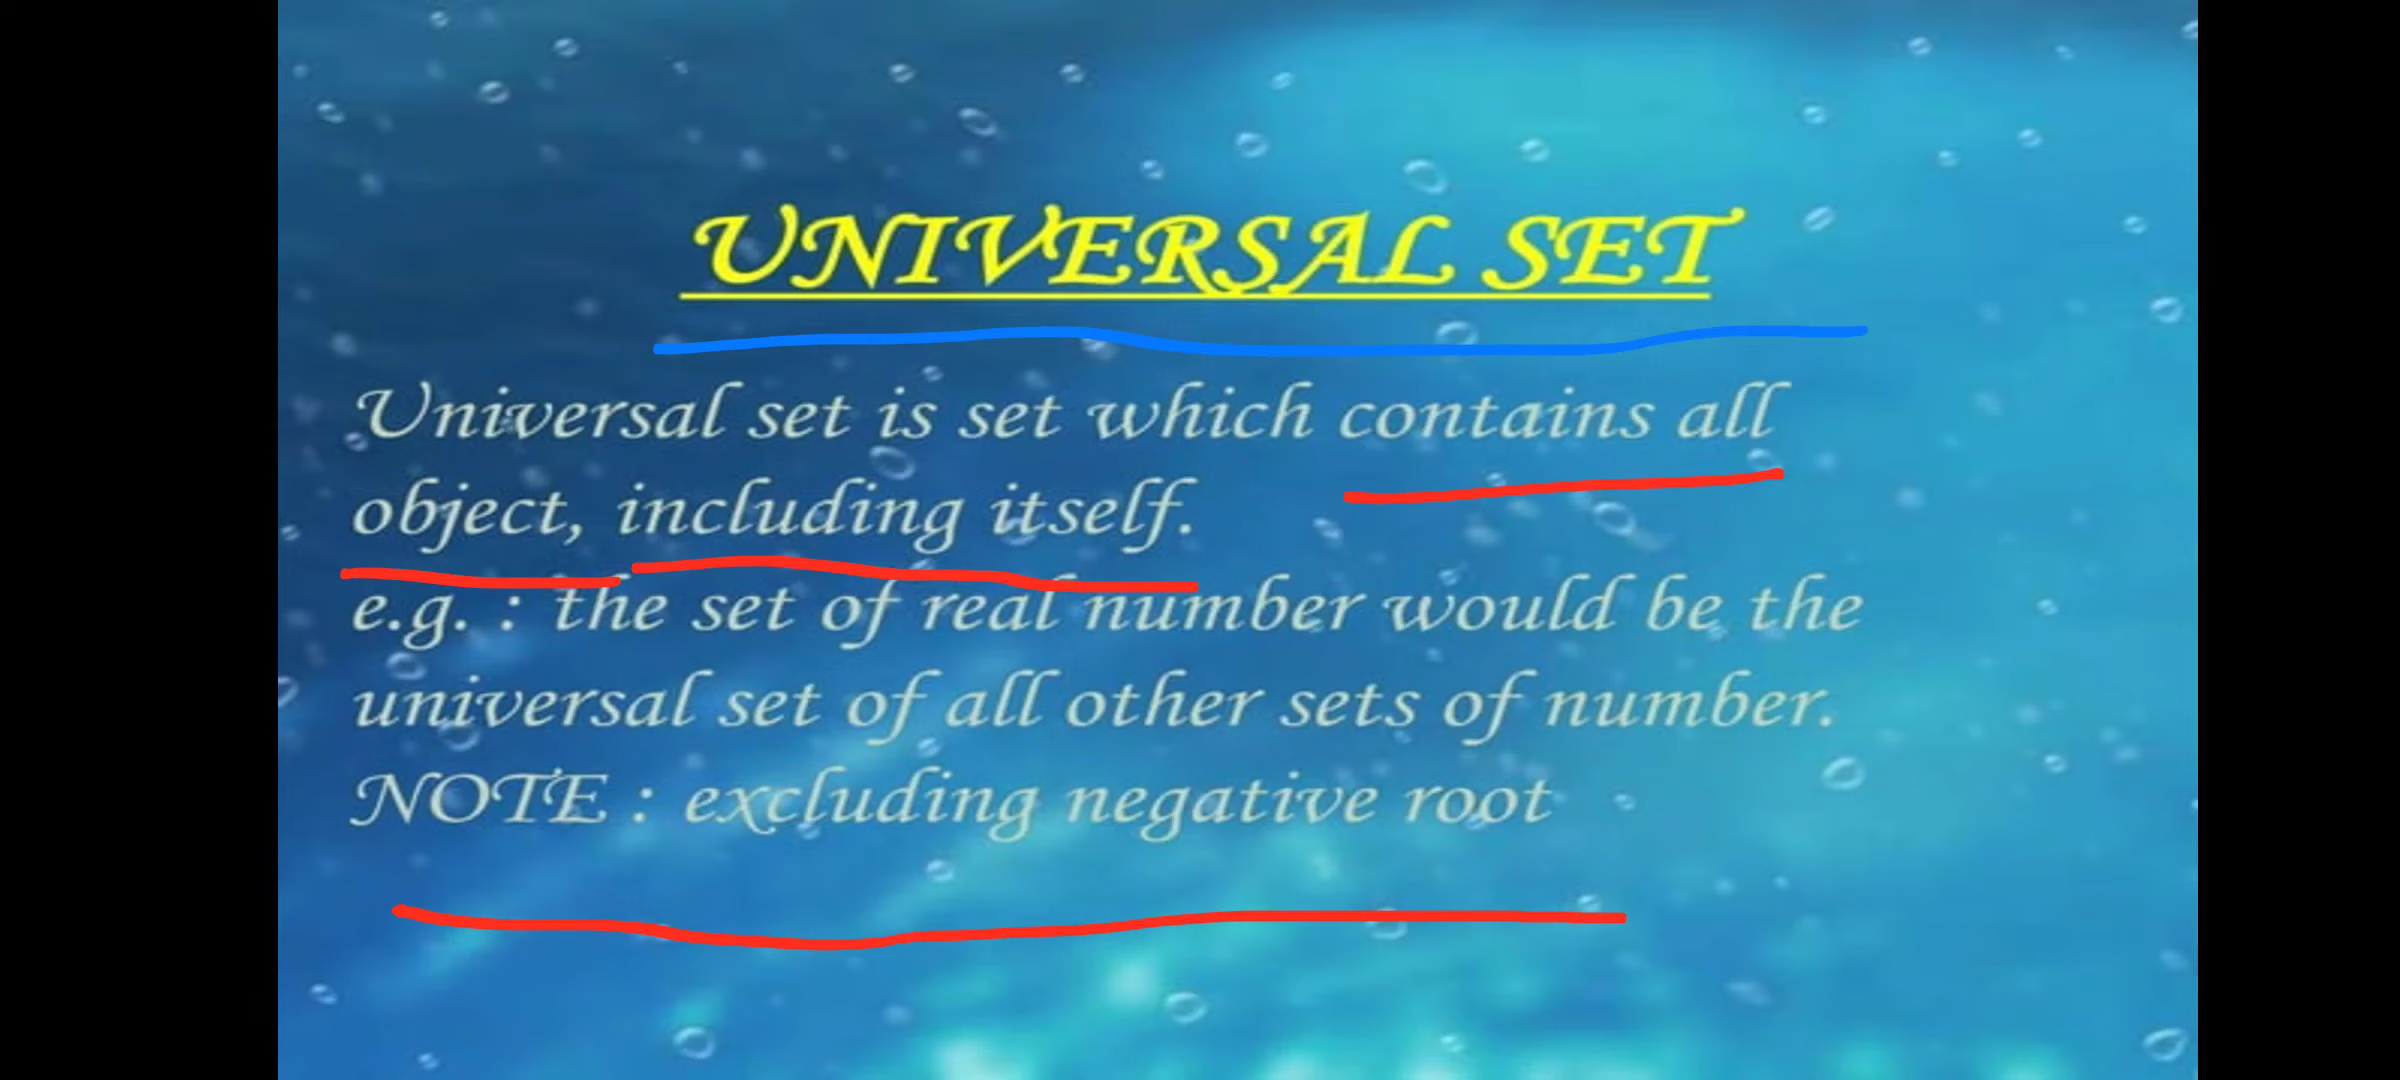 UNIVERSAL SET
Universal set is set which contains all
object, including itself.
e.g. : the set of real number would be the
universal set of all other sets of number.
NOTE : excluding negative root